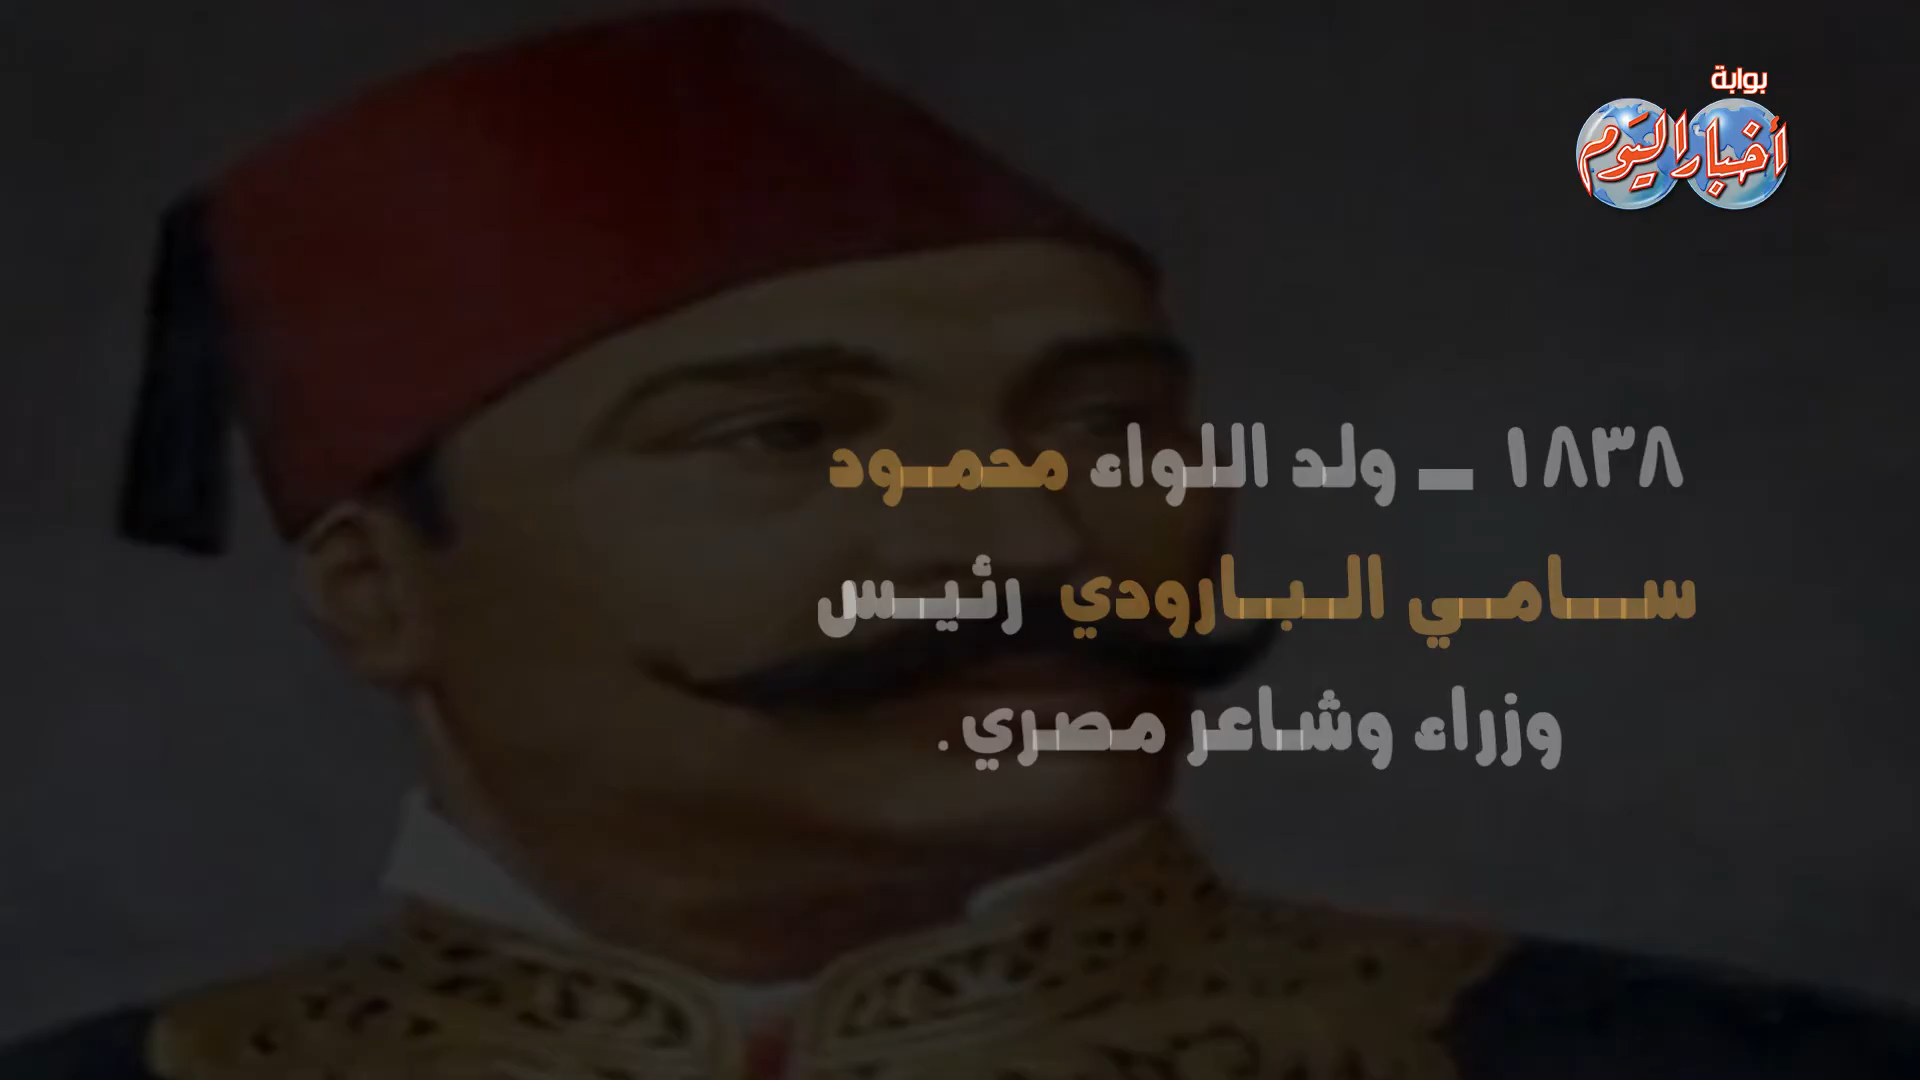 بوابة
أخبار اليوم
١٨٣٨ ـ ولد اللواء محمود
سامي البارودي رئيس
وزراء وشاعر مصري.